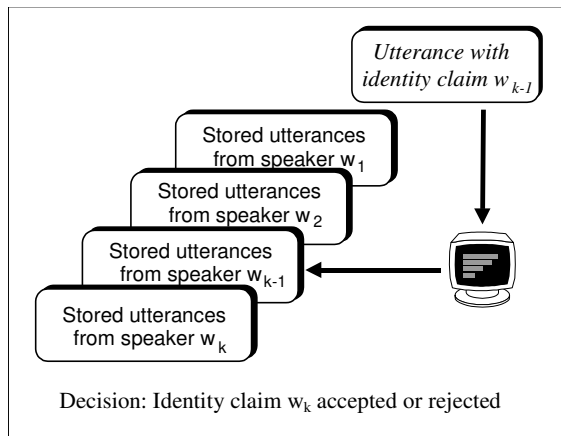 Utterance with
identity claim w k-1
Stored utterances
from speaker w 1
Stored utterances
from speaker w 2
Stored utterances
from speaker w k-1
Stored utterances
from speaker w k
Decision: Identity claim wk accepted or rejected